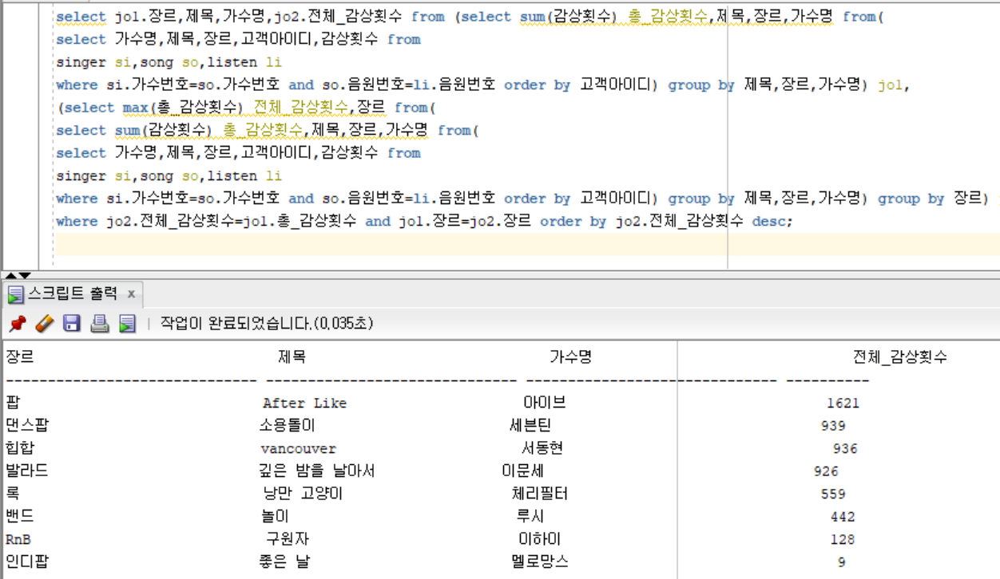 select jo1.장르,제목,가수명,jo2.전체_감상횟수 from (select sum(감상횟수) 총_감상횟수,제목,장르,가수명 from(
select 가수명,제목,장르,고객아이디,감상횟수 from
singer si,song so,listen li
where si.가수번호=so.가수번호 and so.음원번호=li.음원번호 order by 고객아이디) group by 제목,장르,가수명) jo1,
(select max(총_감상횟수) 전체_감상횟수,장르 from(
select sum(감상횟수) 총_감상횟수,제목,장르,가수명 from(
select 가수명,제목,장르,고객아이디,감상횟수 from
singer si,song so,listen li
where si.가수번호=so.가수번호 and so.음원번호=li.음원번호 order by 고객아이디) group by 제목,장르,가수명) group by 장르)
where jo2.전체_감상횟수=jo1.총_감상횟수 and jo1.장르=jo2.장르 order by jo2.전체_감상횟수 desc;
스크립트 출력 x
작업이 완료되었습니다.(0.035초)
장르 제목 가수명 전체_감상횟수
------------------------------ ------------------------------ ------------------------------ ----------
팝 After Like 아이브 1621
댄스팝 소용돌이 세븐틴 939
힙합 vancouver 서동현 936
발라드 깊은 밤을 날아서 이문세 926
록 낭만 고양이 체리필터 559
밴드 놀이 루시 442
RnB 구원자 이하이 128
인디팝 좋은 날 멜로망스 9